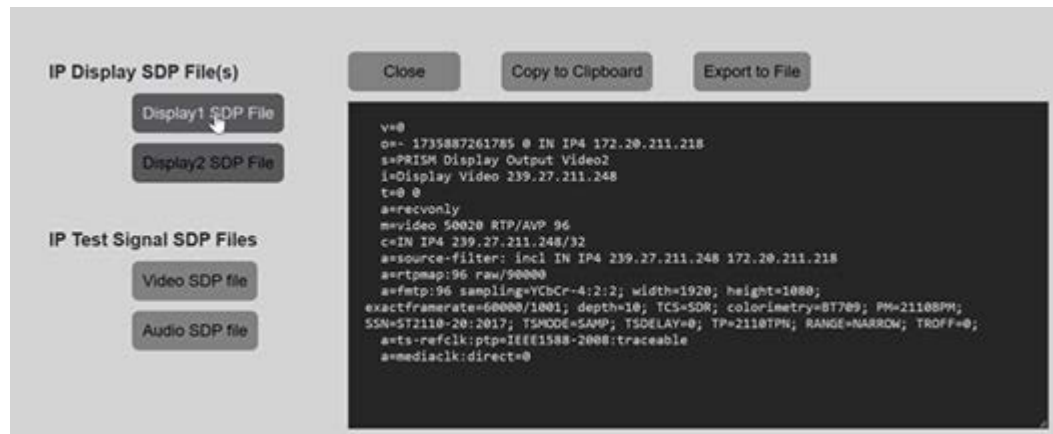 IP Display SDP File(s)
Display1 SDP File
Display2 SDP File
IP Test Signal SDP Files
Video SDP file
Audio SDP file
Close
Copy to Clipboard
Export to File
v=0
o=- 1735887261785 0 IN IP4 172.20.211.218
s=PRISM Display Output Video2
i=Display Video 239.27.211.248
t=0 0
a=recvonly
m=video 50020 RTP/AVP 96
c=IN IP4 239.27.211.248/32
a=source-filter: incl IN IP4 239.27.211.248 172.20.211.218
a=rtpmap:96 raw/90000
a=fmtp:96 sampling=YCbCr-4:2:2; width=1920; height=1080;
exactframerate=60000/1001; depth=10; TCS=SDR; colorimetry=BT709; PM=2110BPM;
SSN=ST2110-20:2017; TSMODE=SAMP; TSDELAY=0; TP=2110TPN; RANGE=NARROW; TROFF=0;
a=ts-refclk:ptp=IEEE1588-2008:traceable
a=mediaclk:direct=0